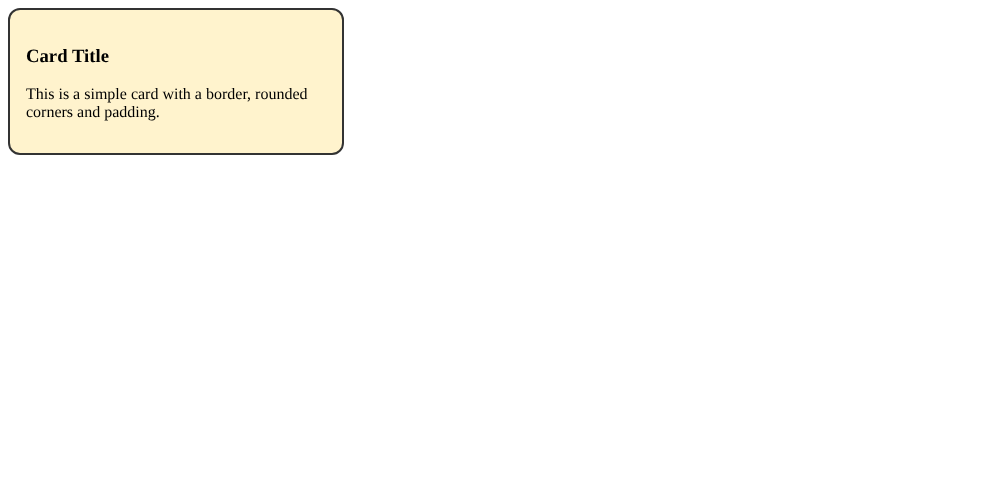 Card Title
This is a simple card with a border, rounded
corners and padding.